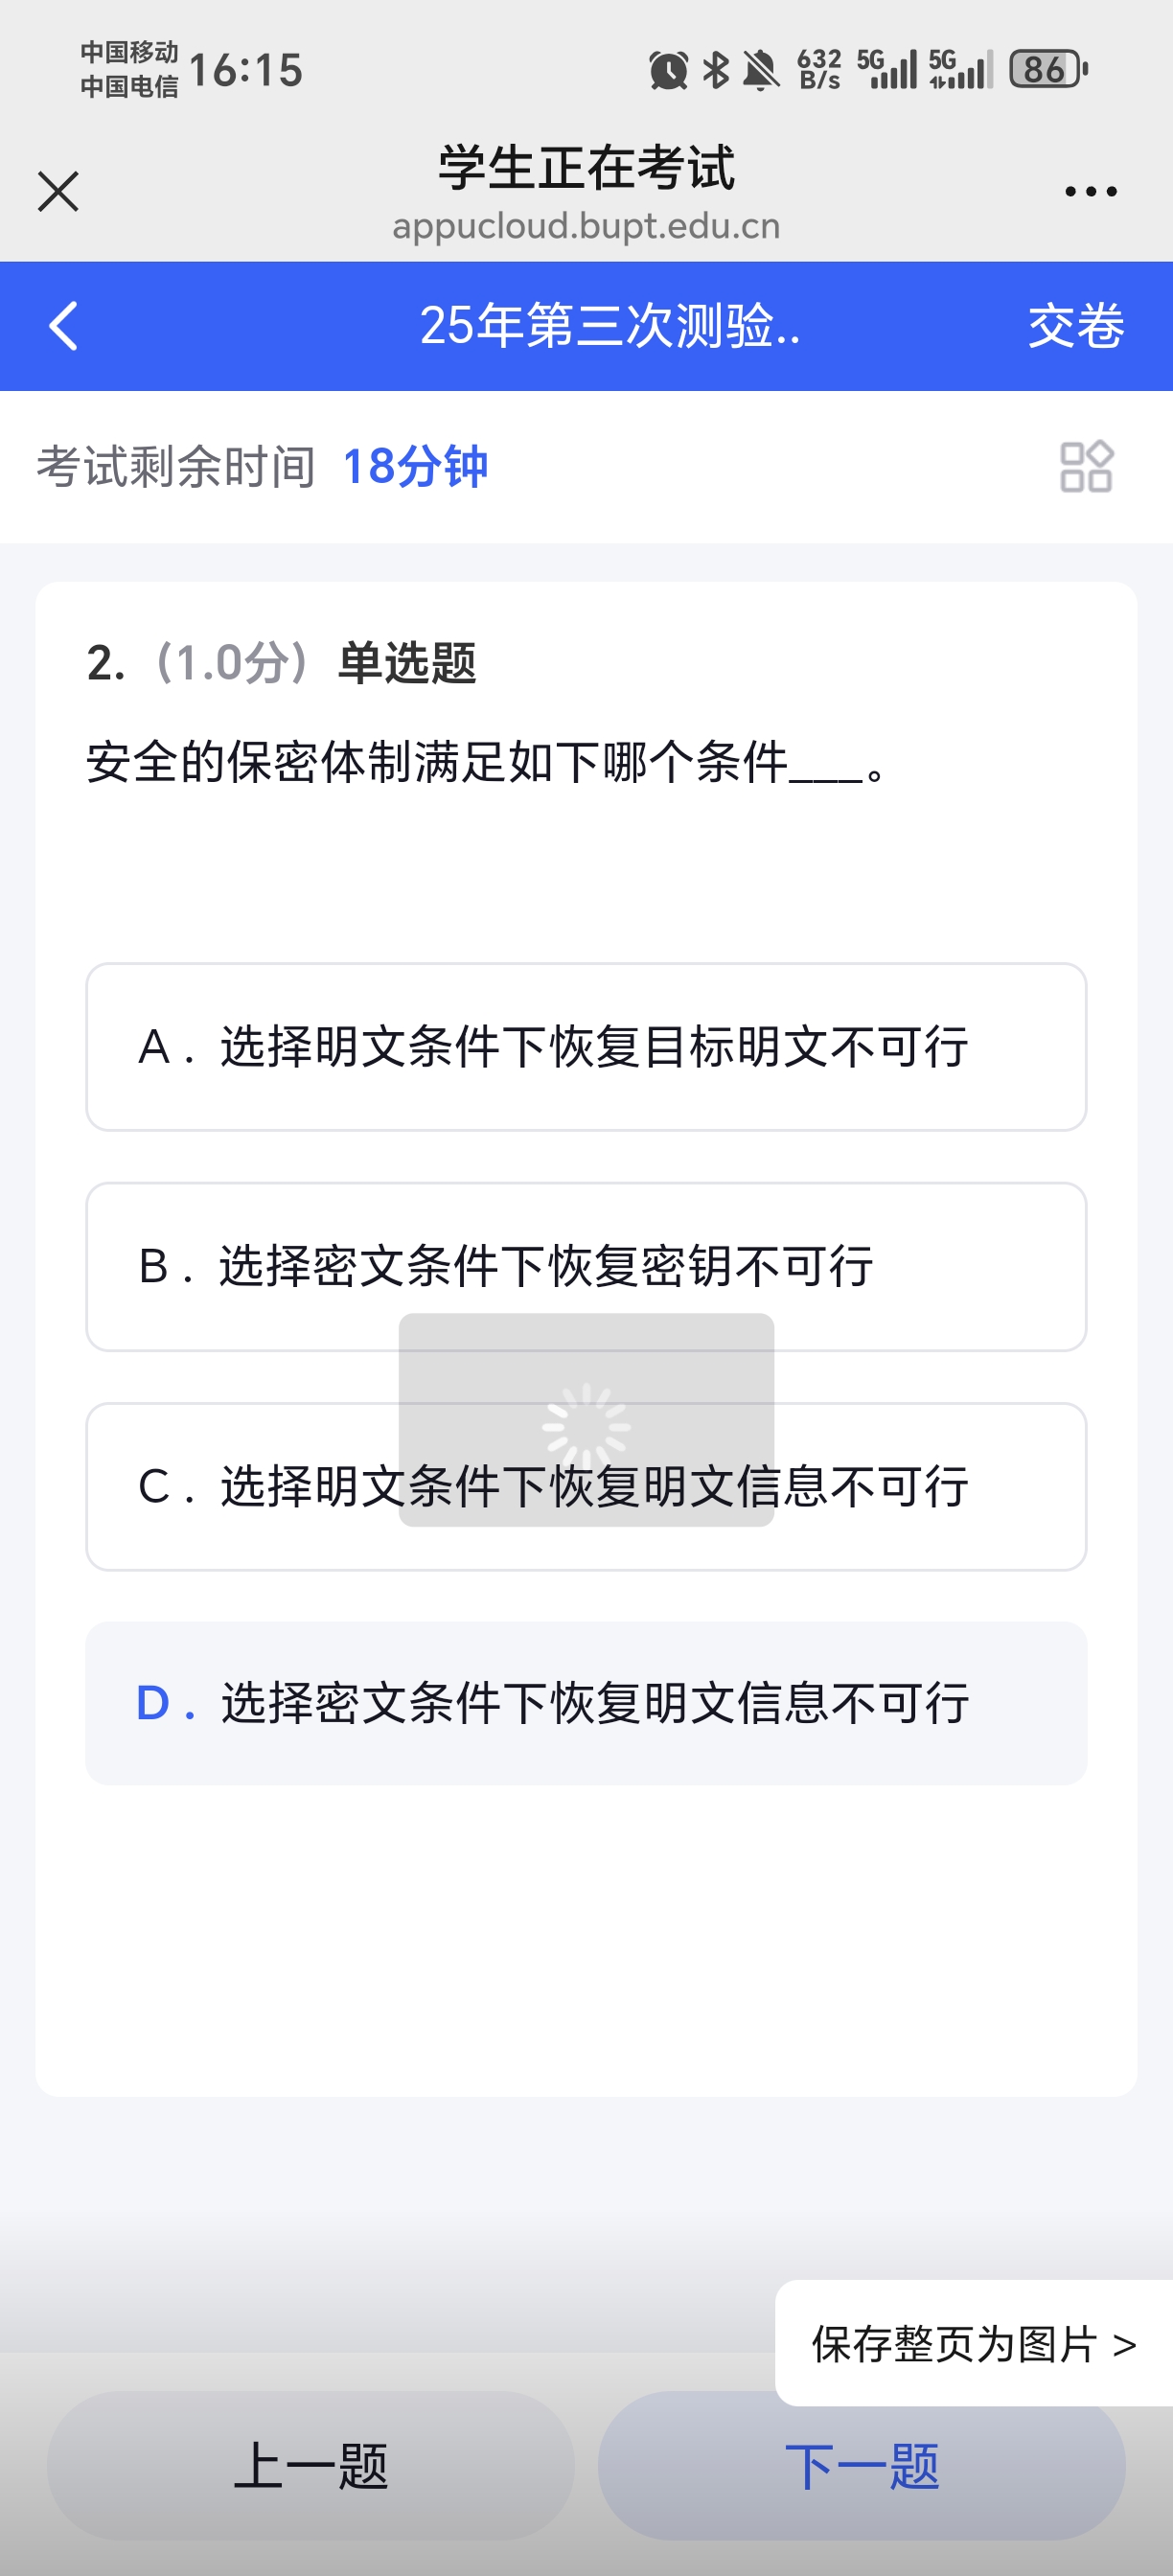 中国移动
中国电信
16:15
632
B/s
5G
5G
86
学生正在考试
appucloud.bupt.edu.cn
25年第三次测验..
交卷
考试剩余时间 18分钟
2.（1.0分）单选题
安全的保密体制满足如下哪个条件___。
A . 选择明文条件下恢复目标明文不可行
B . 选择密文条件下恢复密钥不可行
C . 选择明文条件下恢复明文信息不可行
D . 选择密文条件下恢复明文信息不可行
保存整页为图片 >
上一题
下一题